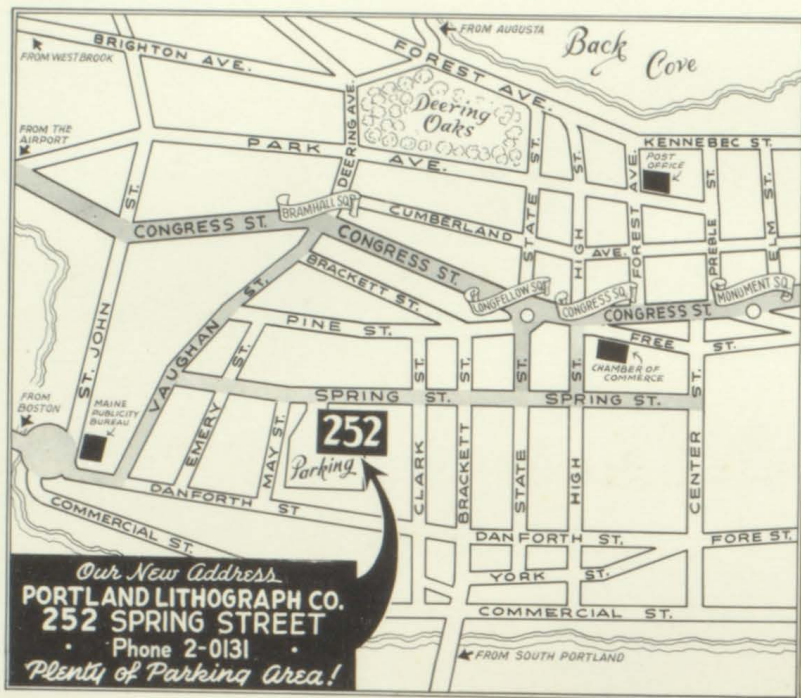 FROM WESTBROOK
BRIGHTON AVE.
FROM AUGUSTA
FOREST AVE.
Back
Cove
FROM THE
AIRPORT
DEERING AVE.
Deering
Oaks
PARK AVE.
KENNEBEC ST.
POST
OFFICE
ST. JOHN ST.
CONGRESS ST.
BRAMHALL SQ.
CUMBERLAND AVE.
CONGRESS ST.
STATE ST.
HIGH ST.
FOREST AVE.
PREBLE ST.
ELM ST.
BRACKETT ST.
LONGFELLOW SQ.
CONGRESS SQ.
CONGRESS ST.
MONUMENT SQ.
VAUGHAN ST.
PINE ST.
FREE ST.
CHAMBER OF
COMMERCE
FROM
BOSTON
MAINE
PUBLICITY
BUREAU
EMERY ST.
MAY ST.
SPRING ST.
SPRING ST.
252
Parking
CLARK ST.
BRACKETT ST.
STATE ST.
HIGH ST.
CENTER ST.
DANFORTH ST
COMMERCIAL ST.
DANFORTH ST.
FORE ST.
YORK ST.
COMMERCIAL ST.
FROM SOUTH PORTLAND
Our New Address
PORTLAND LITHOGRAPH CO.
252 SPRING STREET
· Phone 2-0131 ·
Plenty of Parking Area!